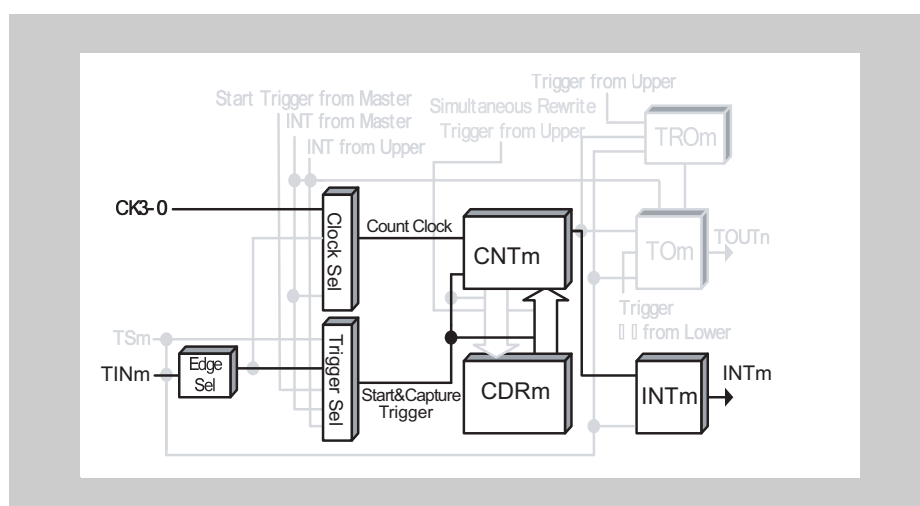 Trigger from Upper
Start Trigger from Master
Simultaneous Rewrite
Trigger from Upper
INT from Master
INT from Upper
TROm
CK3-0
Clock Sel
Count Clock
CNTm
TOm
TOUTn
Trigger
from Lower
TSm
TINm
Edge
Sel
Trigger Sel
Start&Capture
Trigger
CDRm
INTm
INTm